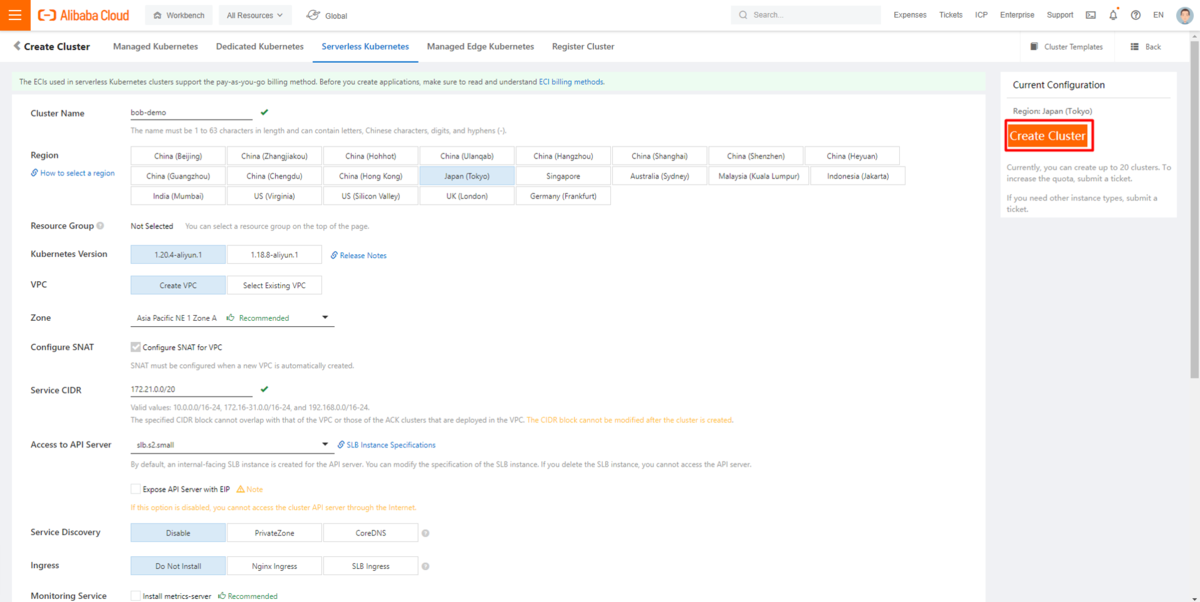 Alibaba Cloud Workbench All Resources Global Search... Expenses Tickets ICP Enterprise Support EN
Create Cluster Managed Kubernetes Dedicated Kubernetes Serverless Kubernetes Managed Edge Kubernetes Register Cluster Cluster Templates Back
The ECIs used in serverless Kubernetes clusters support the pay-as-you-go billing method. Before you create applications, make sure to read and understand ECI billing methods.
Cluster Name bob-demo
The name must be 1 to 63 characters in length and can contain letters, Chinese characters, digits, and hyphens (-).
Region China (Beijing) China (Zhangjiakou) China (Hohhot) China (Ulanqab) China (Hangzhou) China (Shanghai) China (Shenzhen) China (Heyuan)
How to select a region China (Guangzhou) China (Chengdu) China (Hong Kong) Japan (Tokyo) Singapore Australia (Sydney) Malaysia (Kuala Lumpur) Indonesia (Jakarta)
India (Mumbai) US (Virginia) US (Silicon Valley) UK (London) Germany (Frankfurt)
Resource Group Not Selected You can select a resource group on the top of the page.
Kubernetes Version 1.20.4-aliyun.1 1.18.8-aliyun.1 Release Notes
VPC Create VPC Select Existing VPC
Zone Asia Pacific NE 1 Zone A Recommended
Configure SNAT Configure SNAT for VPC
SNAT must be configured when a new VPC is automatically created.
Service CIDR 172.21.0.0/20
Valid values: 10.0.0.0/16-24, 172.16-31.0.0/16-24, and 192.168.0.0/16-24.
The specified CIDR block cannot overlap with that of the VPC or those of the ACK clusters that are deployed in the VPC. The CIDR block cannot be modified after the cluster is created.
Access to API Server slb.s2.small SLB Instance Specifications
By default, an internal-facing SLB instance is created for the API server. You can modify the specification of the SLB instance. If you delete the SLB instance, you cannot access the API server.
Expose API Server with EIP Note
If this option is disabled, you cannot access the cluster API server through the Internet.
Service Discovery Disable PrivateZone CoreDNS
Ingress Do Not Install Nginx Ingress SLB Ingress
Monitoring Service Install metrics-server Recommended
Current Configuration
Region: Japan (Tokyo)
Create Cluster
Currently, you can create up to 20 clusters. To
increase the quota, submit a ticket.
If you need other instance types, submit a
ticket.